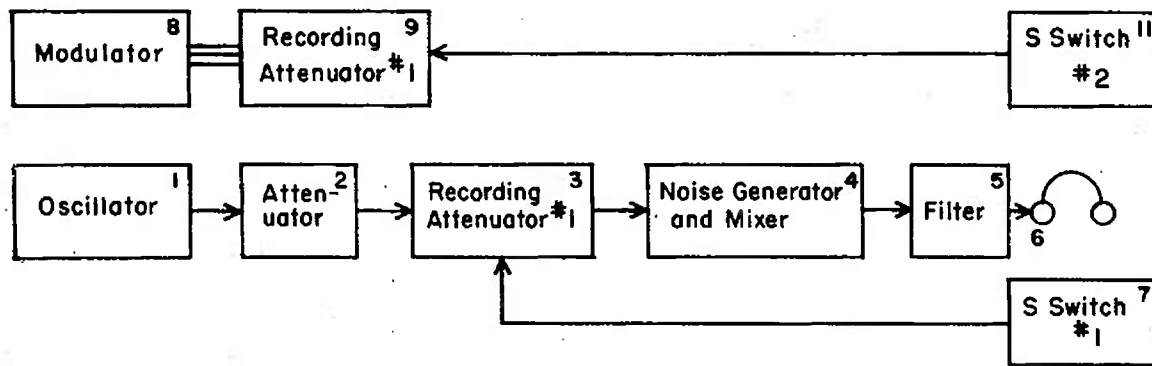 8
Modulator
9
Recording
Attenuator #1
11
S Switch
#2
1
Oscillator
2
Atten-
uator
3
Recording
Attenuator #1
4
Noise Generator
and Mixer
5
Filter
6
7
S Switch
#1